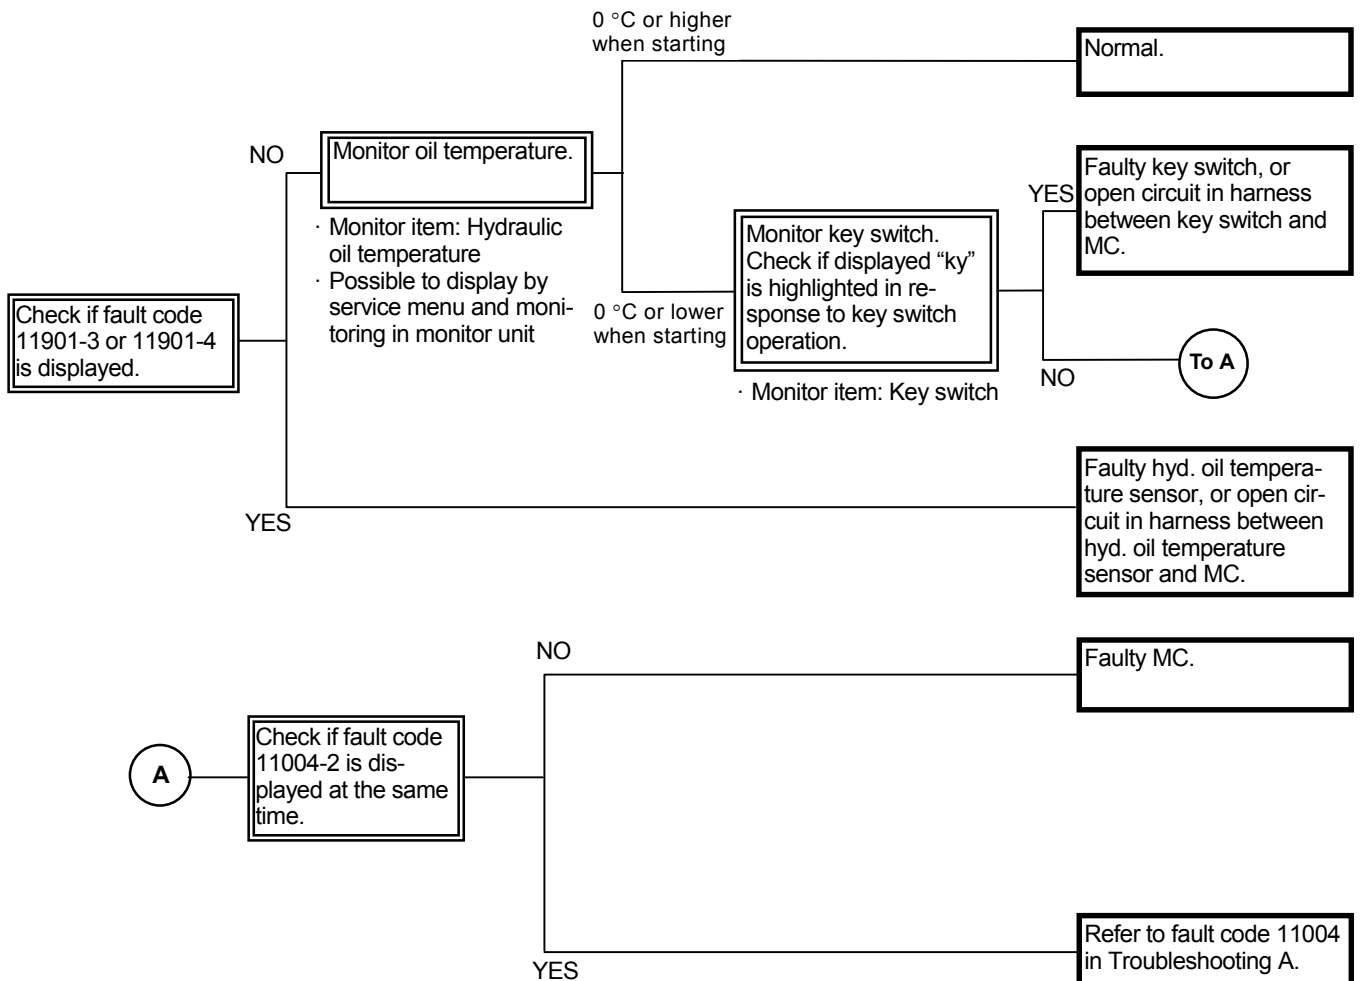 0 °C or higher
when starting
Normal.
NO
Monitor oil temperature.
· Monitor item: Hydraulic
oil temperature
· Possible to display by
service menu and moni-
toring in monitor unit
Check if fault code
11901-3 or 11901-4
is displayed.
0 °C or lower
when starting
Monitor key switch.
Check if displayed “ky”
is highlighted in re-
sponse to key switch
operation.
· Monitor item: Key switch
YES
Faulty key switch, or
open circuit in harness
between key switch and
MC.
NO
To A
YES
Faulty hyd. oil tempera-
ture sensor, or open cir-
cuit in harness between
hyd. oil temperature
sensor and MC.
NO
Faulty MC.
A
Check if fault code
11004-2 is dis-
played at the same
time.
YES
Refer to fault code 11004
in Troubleshooting A.